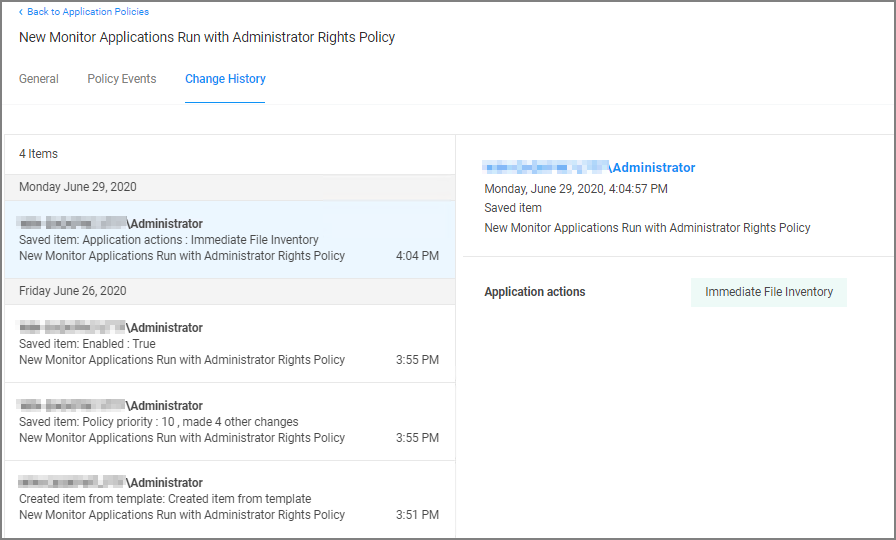 ‹ Back to Application Policies
New Monitor Applications Run with Administrator Rights Policy
General Policy Events Change History
4 Items
Monday June 29, 2020
\Administrator
Saved item: Application actions : Immediate File Inventory
New Monitor Applications Run with Administrator Rights Policy 4:04 PM
Friday June 26, 2020
\Administrator
Saved item: Enabled : True
New Monitor Applications Run with Administrator Rights Policy 3:55 PM
\Administrator
Saved item: Policy priority : 10 , made 4 other changes
New Monitor Applications Run with Administrator Rights Policy 3:55 PM
\Administrator
Created item from template: Created item from template
New Monitor Applications Run with Administrator Rights Policy 3:51 PM
\Administrator
Monday, June 29, 2020, 4:04:57 PM
Saved item
New Monitor Applications Run with Administrator Rights Policy
Application actions Immediate File Inventory